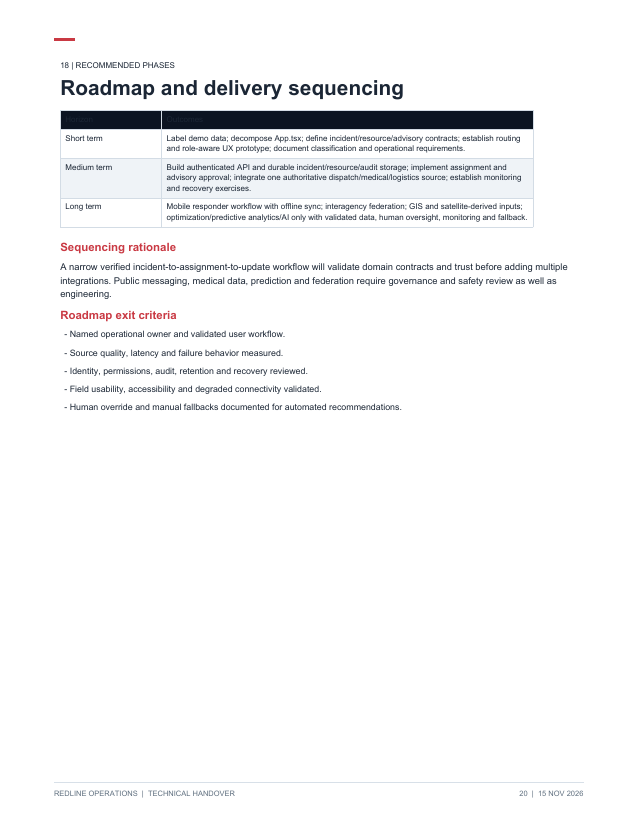 18 | RECOMMENDED PHASES
Roadmap and delivery sequencing
Horizon Outcomes
Short term Label demo data; decompose App.tsx; define incident/resource/advisory contracts; establish routing
and role-aware UX prototype; document classification and operational requirements.
Medium term Build authenticated API and durable incident/resource/audit storage; implement assignment and
advisory approval; integrate one authoritative dispatch/medical/logistics source; establish monitoring
and recovery exercises.
Long term Mobile responder workflow with offline sync; interagency federation; GIS and satellite-derived inputs;
optimization/predictive analytics/AI only with validated data, human oversight, monitoring and fallback.
Sequencing rationale
A narrow verified incident-to-assignment-to-update workflow will validate domain contracts and trust before adding multiple
integrations. Public messaging, medical data, prediction and federation require governance and safety review as well as
engineering.
Roadmap exit criteria
- Named operational owner and validated user workflow.
- Source quality, latency and failure behavior measured.
- Identity, permissions, audit, retention and recovery reviewed.
- Field usability, accessibility and degraded connectivity validated.
- Human override and manual fallbacks documented for automated recommendations.
REDLINE OPERATIONS | TECHNICAL HANDOVER 20 | 15 NOV 2026